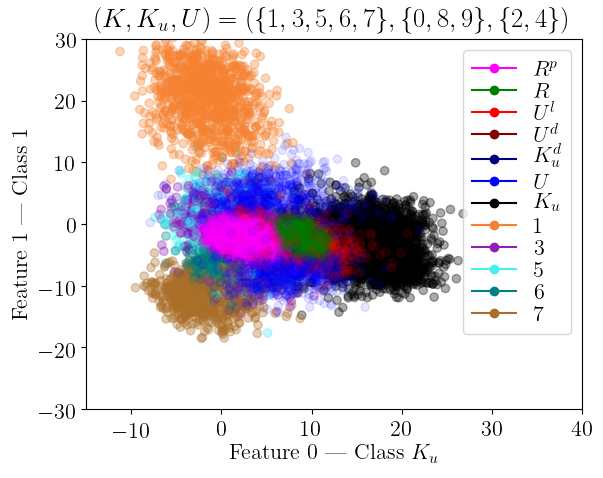 (K, K_u, U) = ({1, 3, 5, 6, 7}, {0, 8, 9}, {2, 4})
Feature 1 — Class 1
30
20
10
0
−10
−20
−30
−10
0
10
20
30
40
Feature 0 — Class K_u
R^p
R
U^l
U^d
K_u^d
U
K_u
1
3
5
6
7